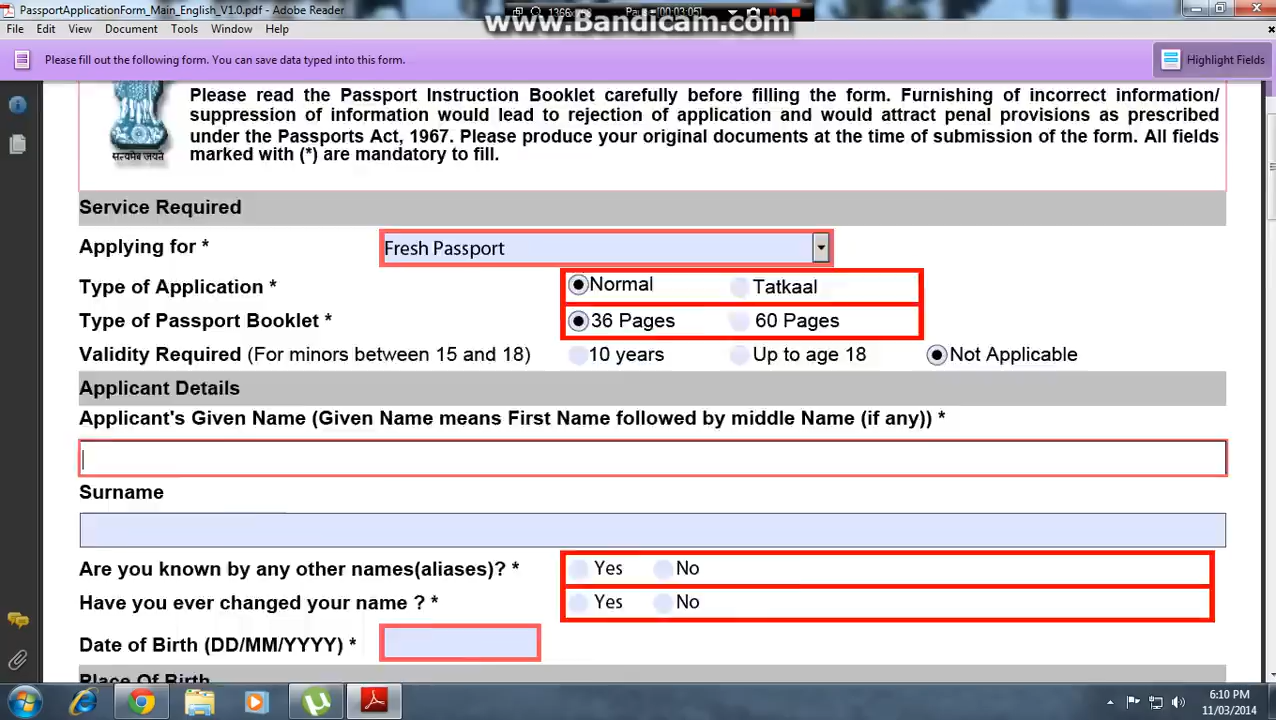 PassportApplicationForm_Main_English_V1.0.pdf - Adobe Reader
www.Bandicam.com
File Edit View Document Tools Window Help
Please fill out the following form. You can save data typed into this form.
Highlight Fields
Please read the Passport Instruction Booklet carefully before filling the form. Furnishing of incorrect information/
suppression of information would lead to rejection of application and would attract penal provisions as prescribed
under the Passports Act, 1967. Please produce your original documents at the time of submission of the form. All fields
marked with (*) are mandatory to fill.
सत्यमेव जयते
Service Required
Applying for * Fresh Passport
Type of Application * Normal Tatkaal
Type of Passport Booklet * 36 Pages 60 Pages
Validity Required (For minors between 15 and 18) 10 years Up to age 18 Not Applicable
Applicant Details
Applicant's Given Name (Given Name means First Name followed by middle Name (if any)) *
Surname
Are you known by any other names(aliases)? * Yes No
Have you ever changed your name ? * Yes No
Date of Birth (DD/MM/YYYY) *
Place Of Birth
6:10 PM
11/03/2014